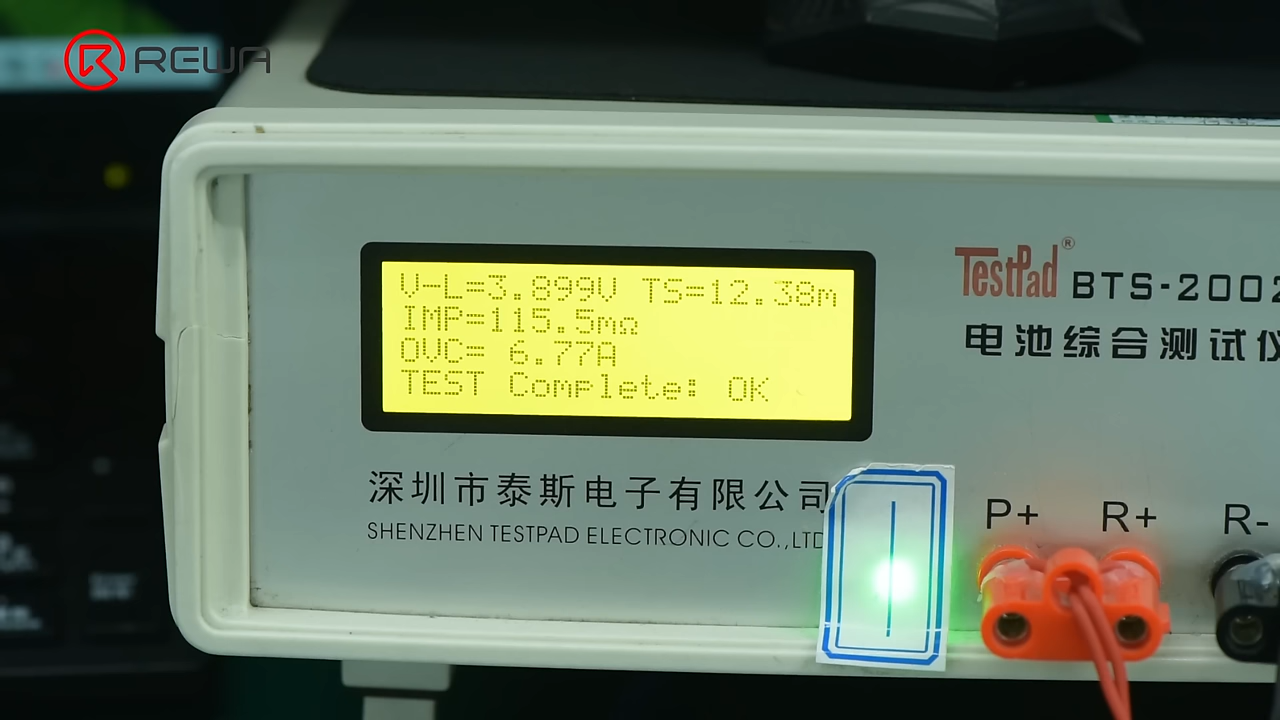 REWA
V-L=3.899V TS=12.38m
IMP=115.5mΩ
OVC= 6.77A
TEST Complete: OK
TestPad® BTS-2002
电池综合测试仪
深圳市泰斯电子有限公司
SHENZHEN TESTPAD ELECTRONIC CO.,LTD
P+ R+ R-